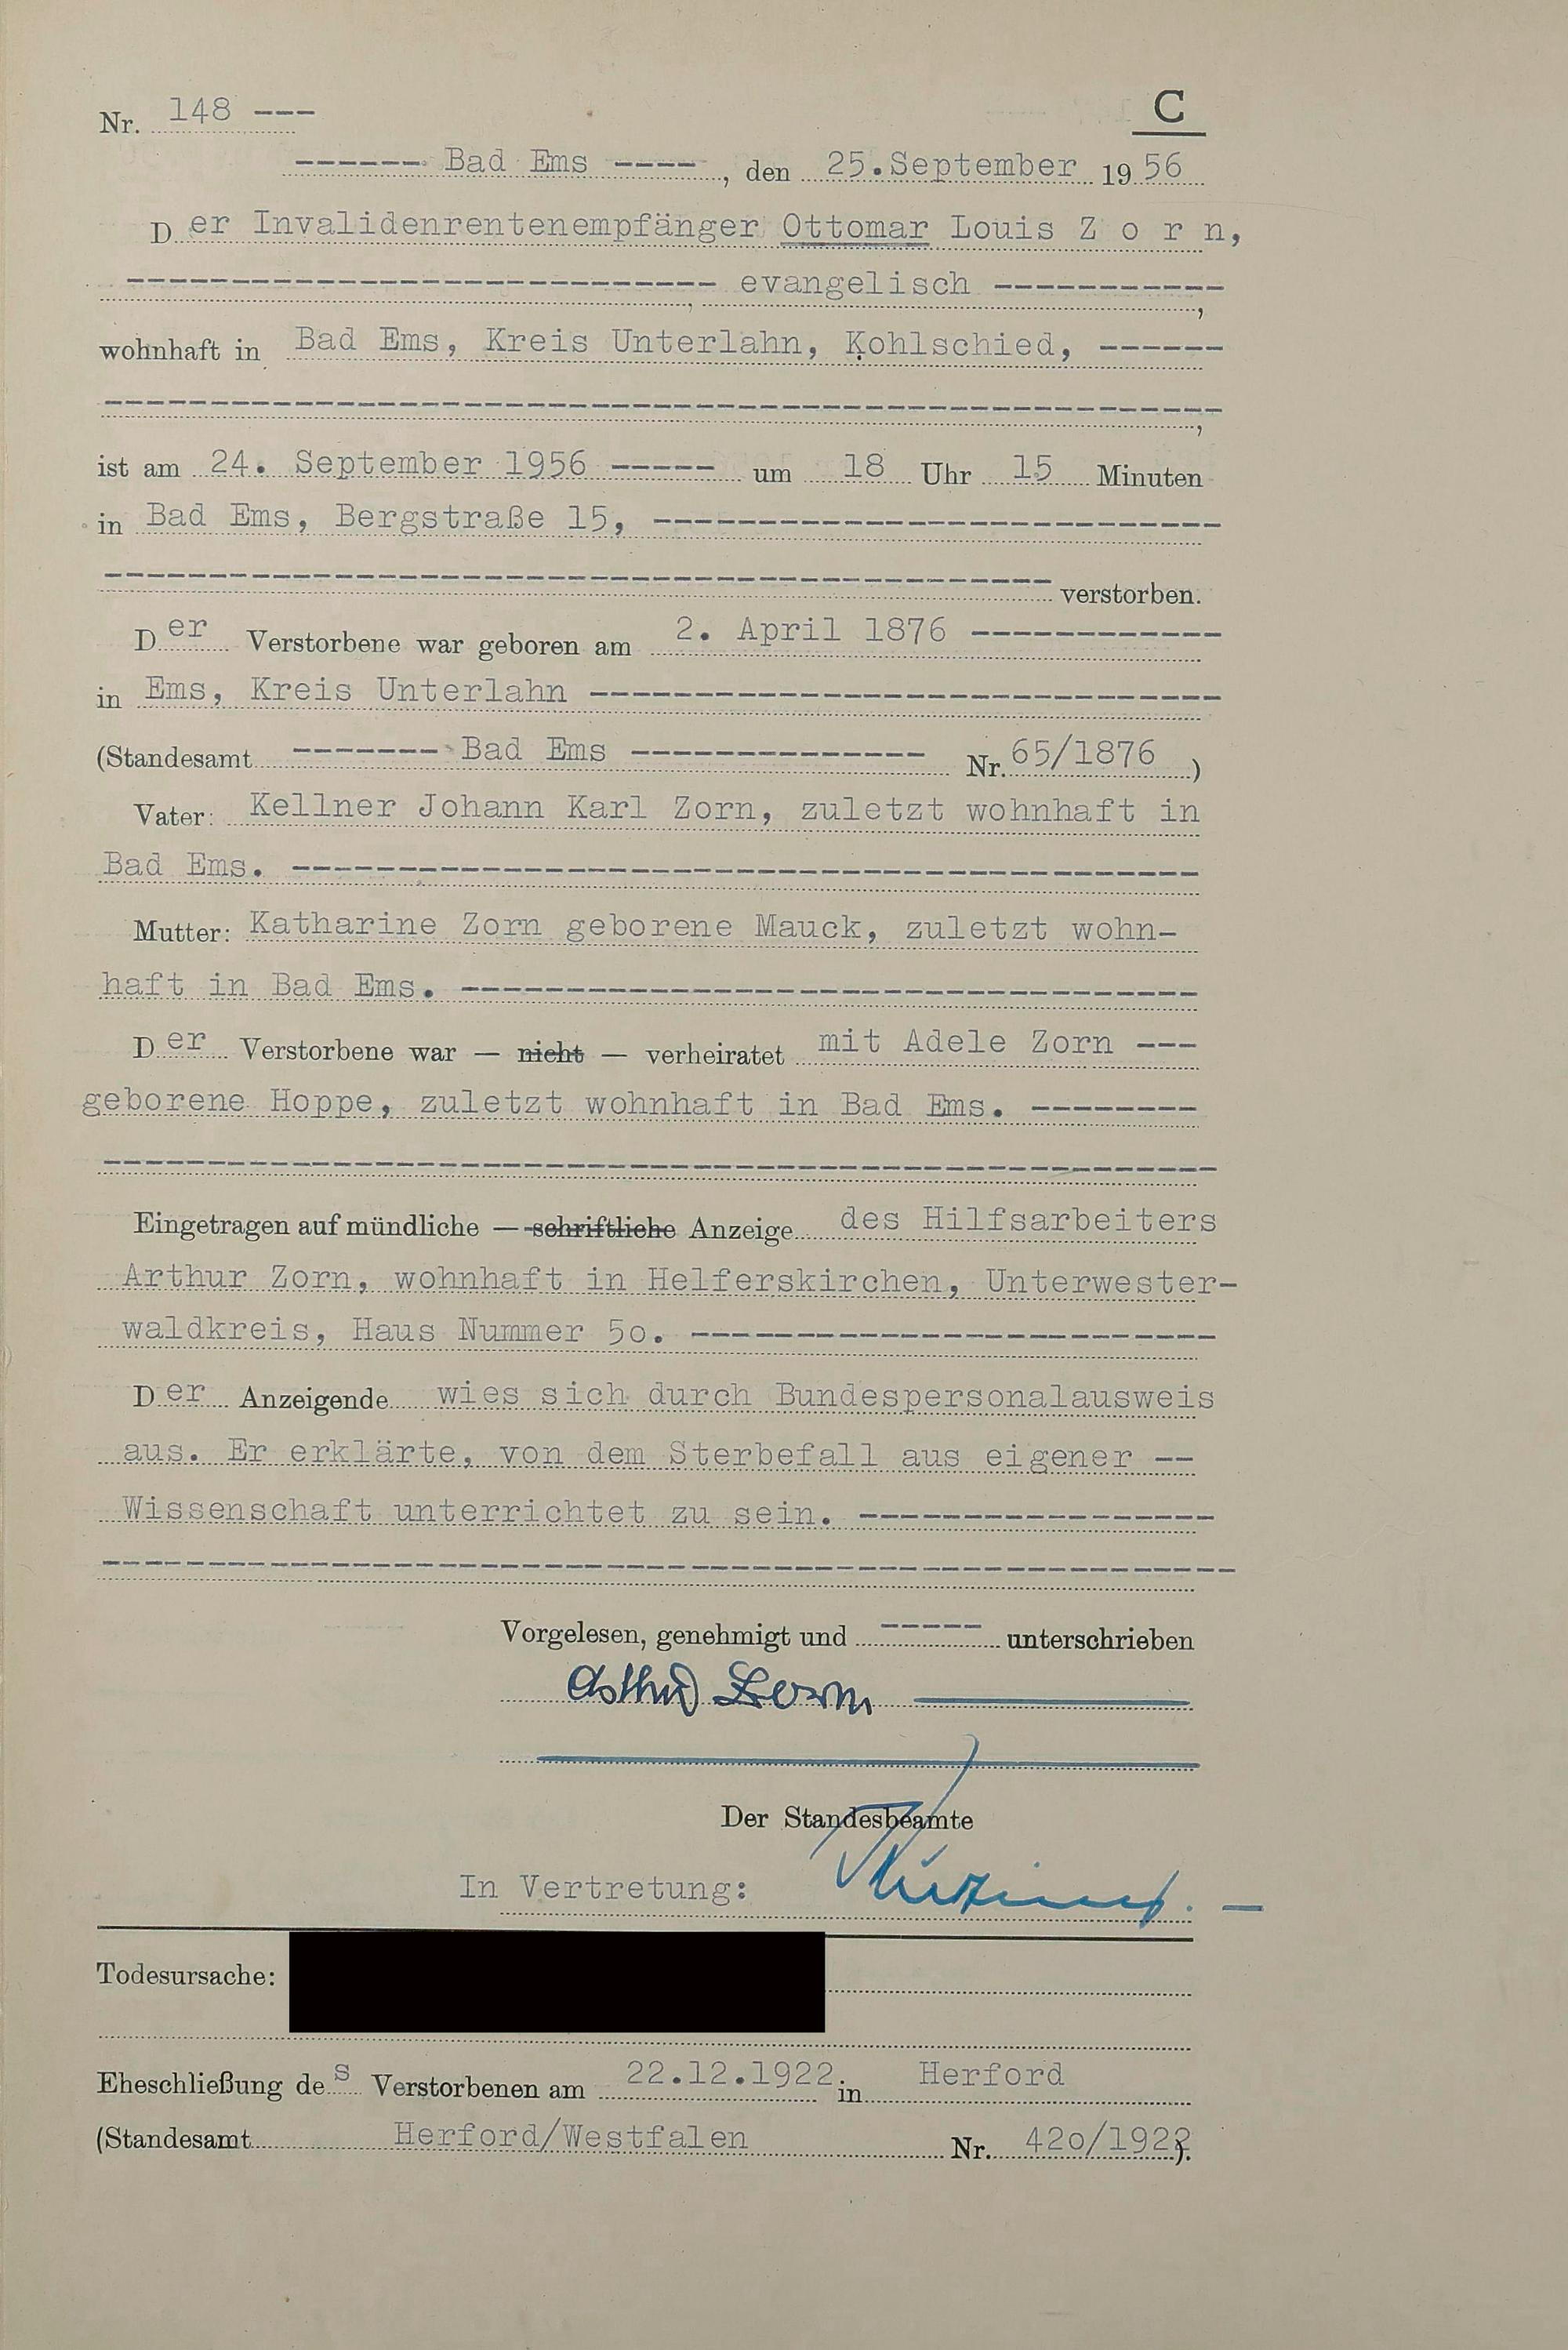 Nr. 148 ---
C
------ Bad Ems ----, den 25.September 1956
Der Invalidenrentenempfänger Ottomar Louis Z o r n,
---------------------------- evangelisch -----------,
wohnhaft in Bad Ems, Kreis Unterlahn, Kohlschied, ------
ist am 24. September 1956 ----- um 18 Uhr 15 Minuten
in Bad Ems, Bergstraße 15, ---------------------------
verstorben.
Der Verstorbene war geboren am 2. April 1876 ------------
in Ems, Kreis Unterlahn ------------------------------
(Standesamt ------- Bad Ems -------------- Nr. 65/1876 )
Vater: Kellner Johann Karl Zorn, zuletzt wohnhaft in
Bad Ems. -------------------------------------------
Mutter: Katharine Zorn geborene Mauck, zuletzt wohn-
haft in Bad Ems. -----------------------------------
Der Verstorbene war — nicht — verheiratet mit Adele Zorn ---
geborene Hoppe, zuletzt wohnhaft in Bad Ems. --------
Eingetragen auf mündliche — schriftliche Anzeige des Hilfsarbeiters
Arthur Zorn, wohnhaft in Helferskirchen, Unterwester-
waldkreis, Haus Nummer 5o. -------------------------
Der Anzeigende wies sich durch Bundespersonalausweis
aus. Er erklärte, von dem Sterbefall aus eigener --
Wissenschaft unterrichtet zu sein. -----------------
Vorgelesen, genehmigt und ----- unterschrieben
Arthur Zorn
Der Standesbeamte
In Vertretung:
Todesursache:
Eheschließung des Verstorbenen am 22.12.1922. in Herford
(Standesamt Herford/Westfalen Nr. 42o/1922).